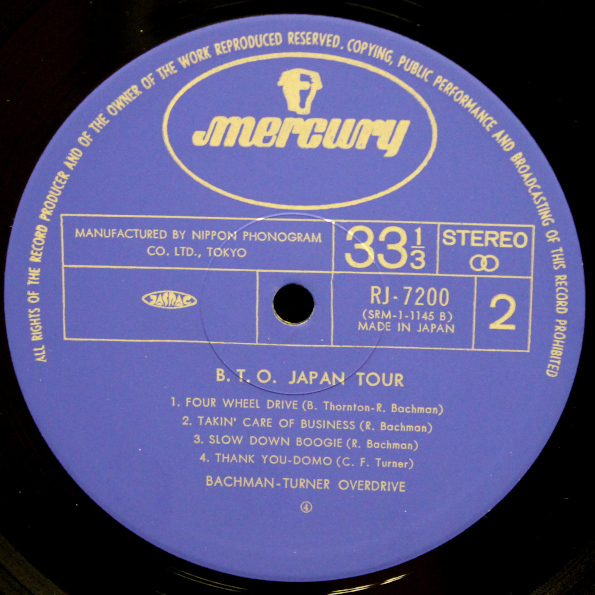 ALL RIGHTS OF THE RECORD PRODUCER AND OF THE OWNER OF THE WORK REPRODUCED RESERVED. COPYING, PUBLIC PERFORMANCE AND BROADCASTING OF THIS RECORD PROHIBITED
mercury
MANUFACTURED BY NIPPON PHONOGRAM
CO. LTD., TOKYO
33 1/3
STEREO
JASRAC
RJ-7200
(SRM-1-1145 B)
MADE IN JAPAN
2
B. T. O. JAPAN TOUR
1. FOUR WHEEL DRIVE (B. Thornton-R. Bachman)
2. TAKIN' CARE OF BUSINESS (R. Bachman)
3. SLOW DOWN BOOGIE (R. Bachman)
4. THANK YOU-DOMO (C. F. Turner)
BACHMAN-TURNER OVERDRIVE
④